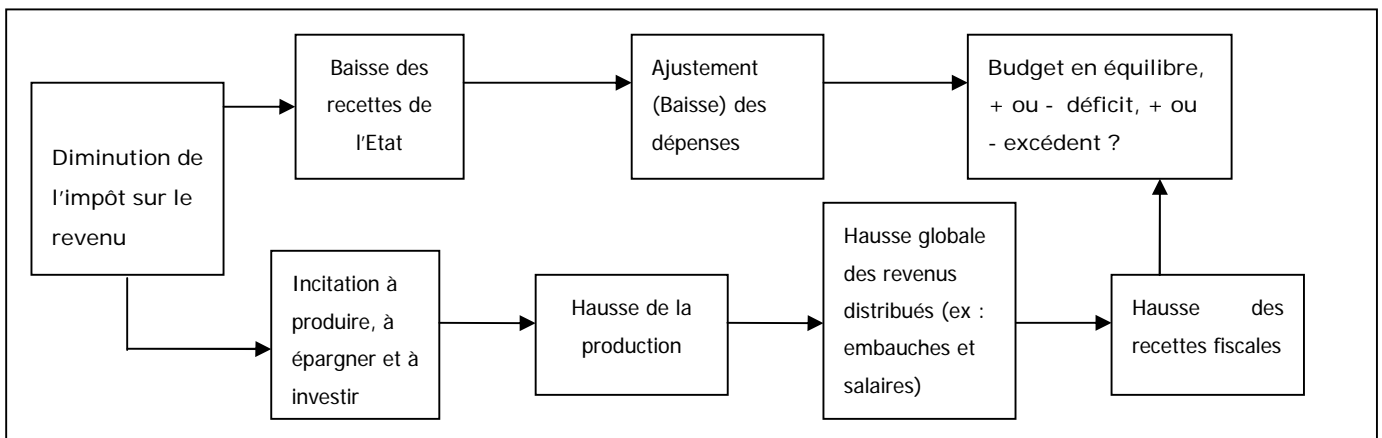 Diminution de
l'impôt sur le
revenu
Baisse des
recettes de
l'Etat
Ajustement
(Baisse) des
dépenses
Budget en équilibre,
+ ou - déficit, + ou
- excédent ?
Incitation à
produire, à
épargner et à
investir
Hausse de la
production
Hausse globale
des revenus
distribués (ex :
embauches et
salaires)
Hausse des
recettes fiscales